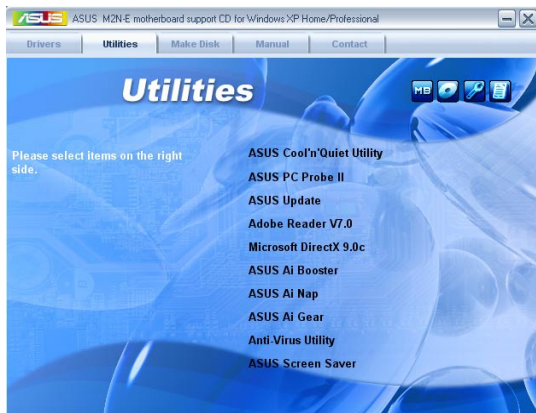 ASUS ASUS M2N-E motherboard support CD for Windows XP Home/Professional
Drivers Utilities Make Disk Manual Contact
Utilities
MB
Please select items on the right
side.
ASUS Cool'n'Quiet Utility
ASUS PC Probe II
ASUS Update
Adobe Reader V7.0
Microsoft DirectX 9.0c
ASUS Ai Booster
ASUS Ai Nap
ASUS Ai Gear
Anti-Virus Utility
ASUS Screen Saver